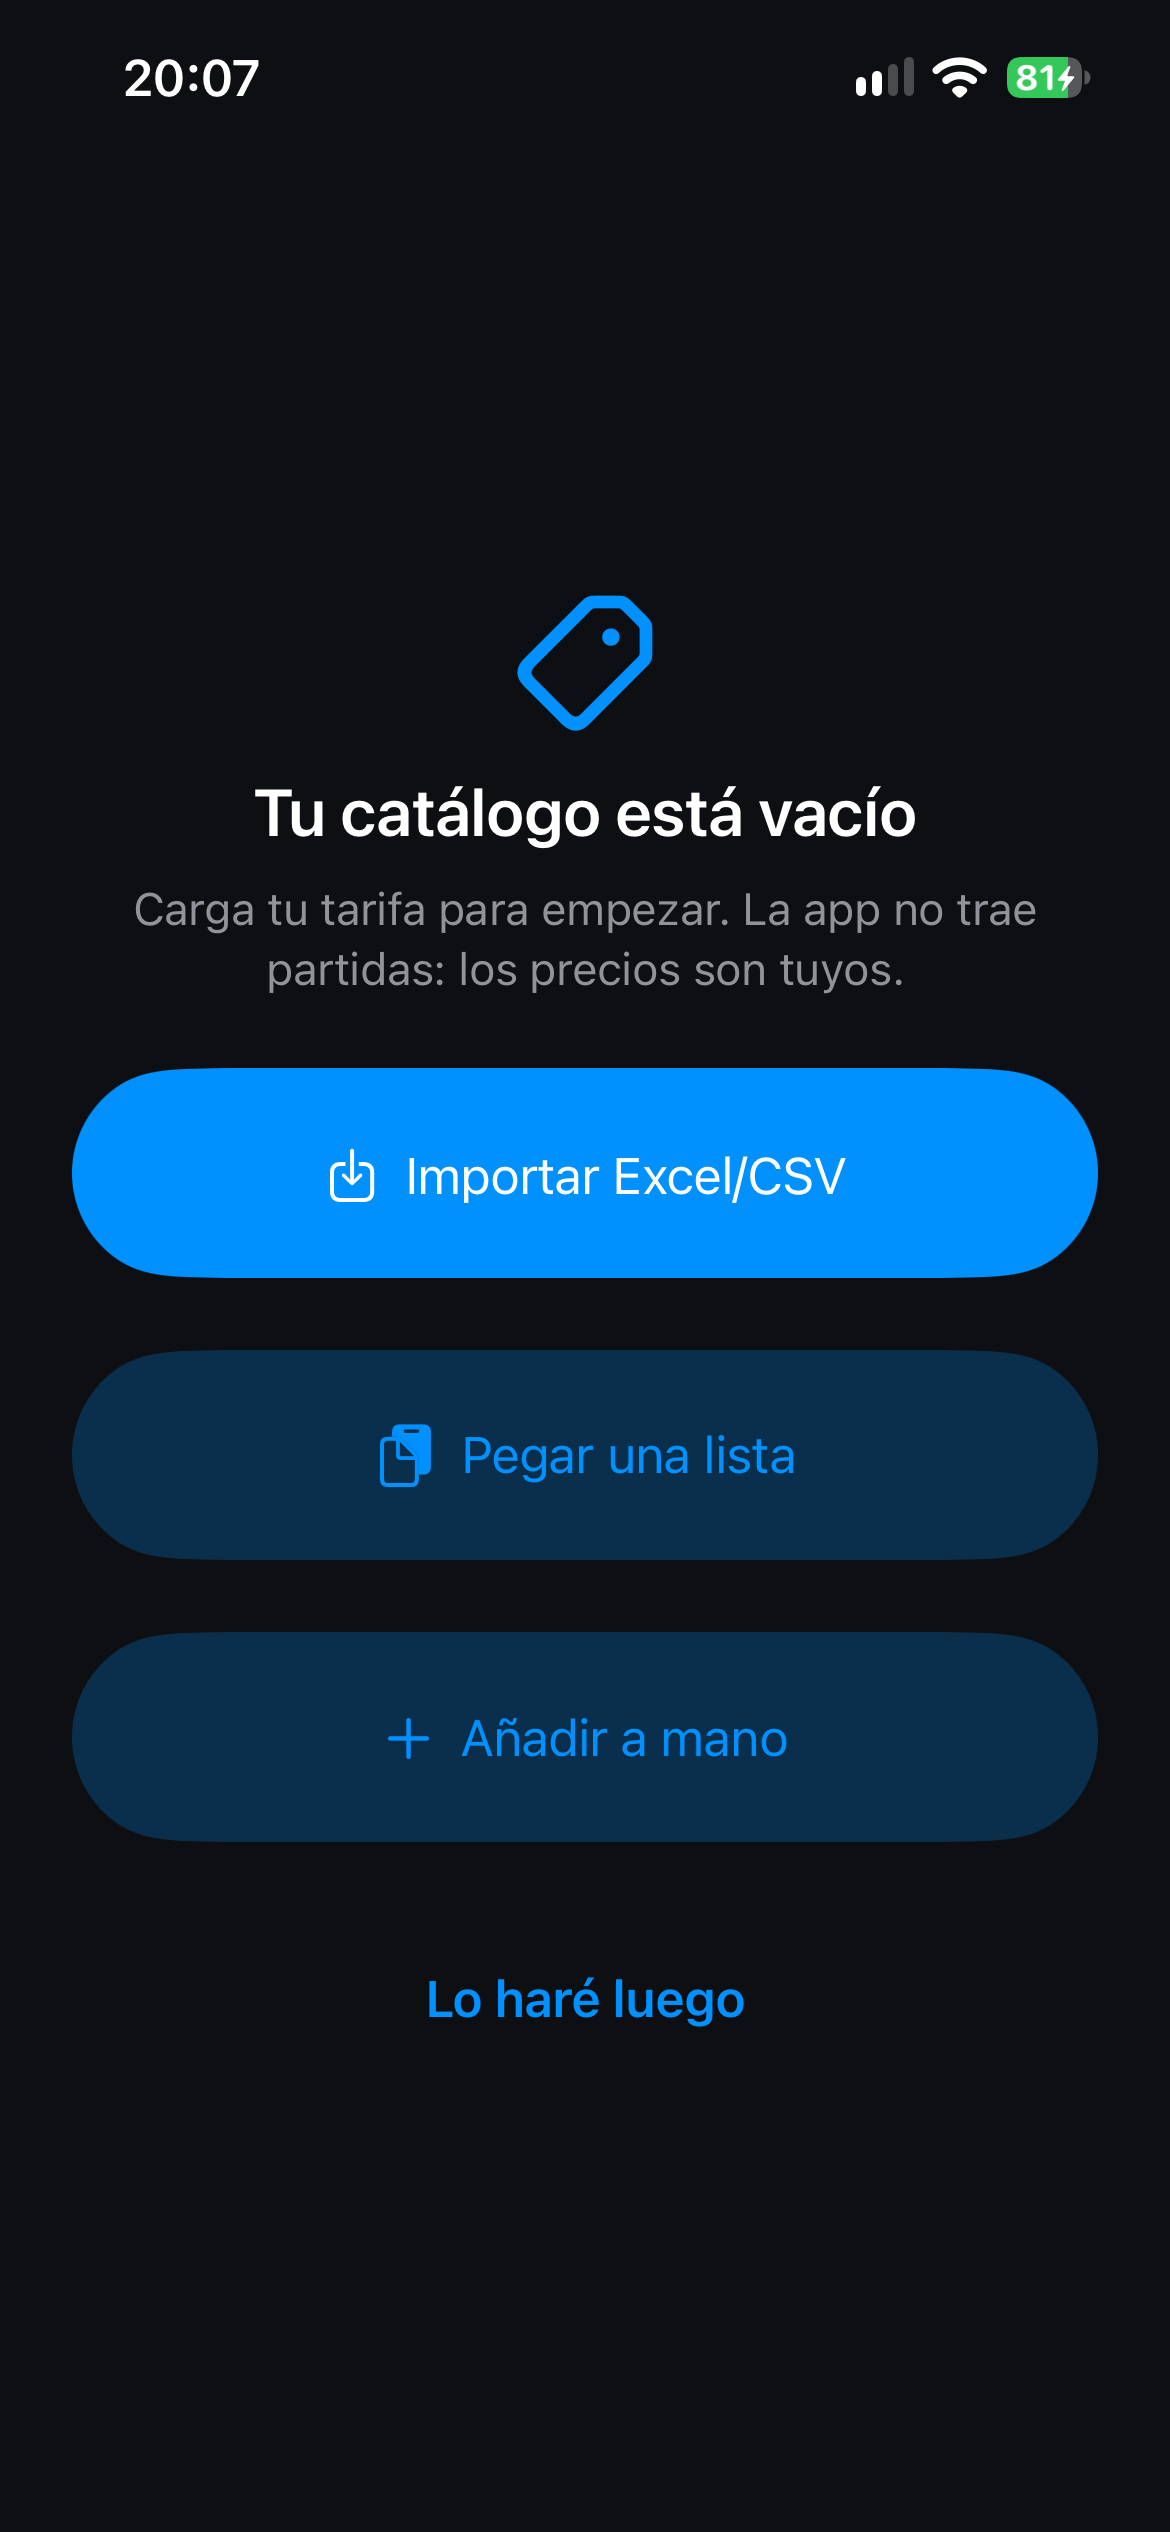 20:07
81
Tu catálogo está vacío
Carga tu tarifa para empezar. La app no trae
partidas: los precios son tuyos.
Importar Excel/CSV
Pegar una lista
Añadir a mano
Lo haré luego